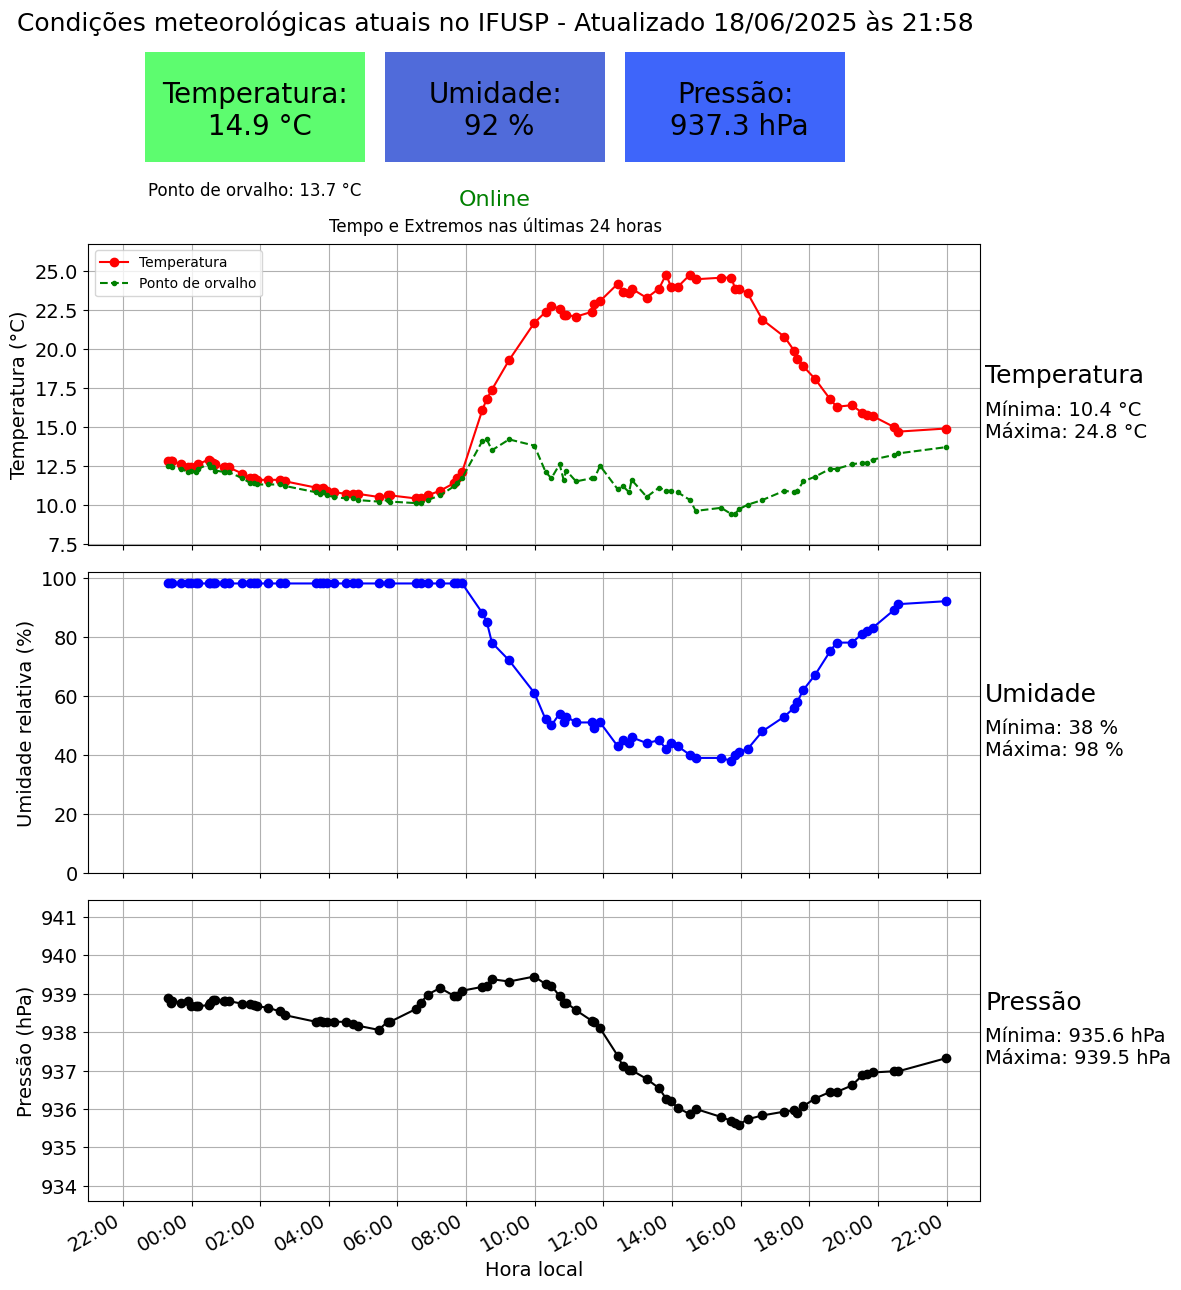 Condições meteorológicas atuais no IFUSP - Atualizado 18/06/2025 às 21:58
Temperatura:
14.9 °C
Umidade:
92 %
Pressão:
937.3 hPa
Ponto de orvalho: 13.7 °C
Online
Tempo e Extremos nas últimas 24 horas
Temperatura
Ponto de orvalho
Temperatura (°C)
25.0
22.5
20.0
17.5
15.0
12.5
10.0
7.5
Temperatura
Mínima: 10.4 °C
Máxima: 24.8 °C
Umidade relativa (%)
100
80
60
40
20
0
Umidade
Mínima: 38 %
Máxima: 98 %
Pressão (hPa)
941
940
939
938
937
936
935
934
Pressão
Mínima: 935.6 hPa
Máxima: 939.5 hPa
22:00
00:00
02:00
04:00
06:00
08:00
10:00
12:00
14:00
16:00
18:00
20:00
22:00
Hora local